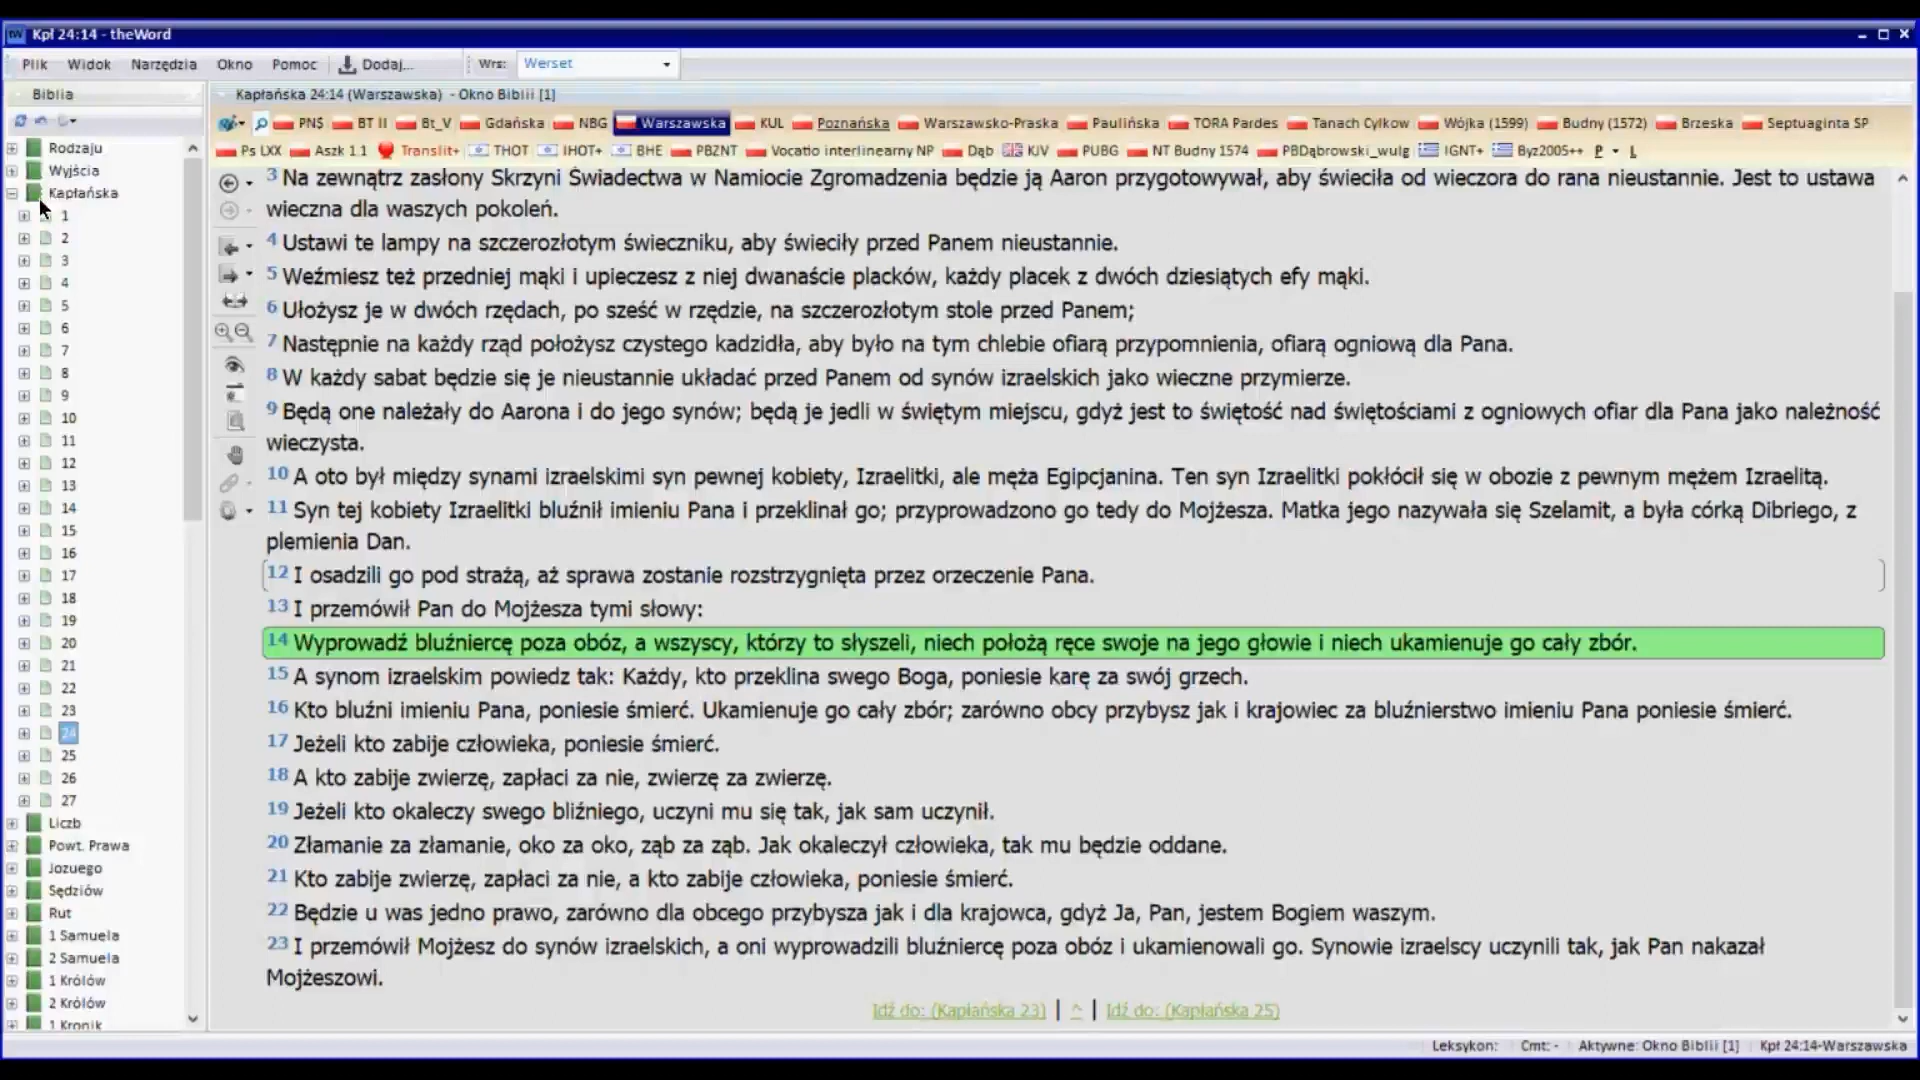 Kpł 24:14 - theWord
Plik Widok Narzędzia Okno Pomoc Dodaj... Wrs: Werset
Biblia
Kapłańska 24:14 (Warszawska) - Okno Biblii [1]
PNŚ BT II Bt_V Gdańska NBG Warszawska KUL Poznańska Warszawsko-Praska Paulińska TORA Pardes Tanach Cylkow Wójka (1599) Budny (1572) Brzeska Septuaginta SP
Ps LXX Aszk 1.1 Translit+ THOT IHOT+ BHE PBZNT Vocatio interlinearny NP Dąb KJV PUBG NT Budny 1574 PBDąbrowski_wulg IGNT+ Byz2005++ P L
Rodzaju
Wyjścia
Kapłańska
1
2
3
4
5
6
7
8
9
10
11
12
13
14
15
16
17
18
19
20
21
22
23
24
25
26
27
Liczb
Powt. Prawa
Jozuego
Sędziów
Rut
1 Samuela
2 Samuela
1 Królów
2 Królów
1 Kronik
3 Na zewnątrz zasłony Skrzyni Świadectwa w Namiocie Zgromadzenia będzie ją Aaron przygotowywał, aby świeciła od wieczora do rana nieustannie. Jest to ustawa
wieczna dla waszych pokoleń.
4 Ustawi te lampy na szczerozłotym świeczniku, aby świeciły przed Panem nieustannie.
5 Weźmiesz też przedniej mąki i upieczesz z niej dwanaście placków, każdy placek z dwóch dziesiątych efy mąki.
6 Ułożysz je w dwóch rzędach, po sześć w rzędzie, na szczerozłotym stole przed Panem;
7 Następnie na każdy rząd położysz czystego kadzidła, aby było na tym chlebie ofiarą przypomnienia, ofiarą ogniową dla Pana.
8 W każdy sabat będzie się je nieustannie układać przed Panem od synów izraelskich jako wieczne przymierze.
9 Będą one należały do Aarona i do jego synów; będą je jedli w świętym miejscu, gdyż jest to świętość nad świętościami z ogniowych ofiar dla Pana jako należność
wieczysta.
10 A oto był między synami izraelskimi syn pewnej kobiety, Izraelitki, ale męża Egipcjanina. Ten syn Izraelitki pokłócił się w obozie z pewnym mężem Izraelitą.
11 Syn tej kobiety Izraelitki bluźnił imieniu Pana i przeklinał go; przyprowadzono go tedy do Mojżesza. Matka jego nazywała się Szelamit, a była córką Dibriego, z
plemienia Dan.
12 I osadzili go pod strażą, aż sprawa zostanie rozstrzygnięta przez orzeczenie Pana.
13 I przemówił Pan do Mojżesza tymi słowy:
14 Wyprowadź bluźniercę poza obóz, a wszyscy, którzy to słyszeli, niech położą ręce swoje na jego głowie i niech ukamienuje go cały zbór.
15 A synom izraelskim powiedz tak: Każdy, kto przeklina swego Boga, poniesie karę za swój grzech.
16 Kto bluźni imieniu Pana, poniesie śmierć. Ukamienuje go cały zbór; zarówno obcy przybysz jak i krajowiec za bluźnierstwo imieniu Pana poniesie śmierć.
17 Jeżeli kto zabije człowieka, poniesie śmierć.
18 A kto zabije zwierzę, zapłaci za nie, zwierzę za zwierzę.
19 Jeżeli kto okaleczy swego bliźniego, uczyni mu się tak, jak sam uczynił.
20 Złamanie za złamanie, oko za oko, ząb za ząb. Jak okaleczył człowieka, tak mu będzie oddane.
21 Kto zabije zwierzę, zapłaci za nie, a kto zabije człowieka, poniesie śmierć.
22 Będzie u was jedno prawo, zarówno dla obcego przybysza jak i dla krajowca, gdyż Ja, Pan, jestem Bogiem waszym.
23 I przemówił Mojżesz do synów izraelskich, a oni wyprowadzili bluźniercę poza obóz i ukamienowali go. Synowie izraelscy uczynili tak, jak Pan nakazał
Mojżeszowi.
Idź do: (Kapłańska 23) | ^ | Idź do: (Kapłańska 25)
Leksykon: Cmt: - Aktywne: Okno Biblii [1] Kpł 24:14-Warszawska